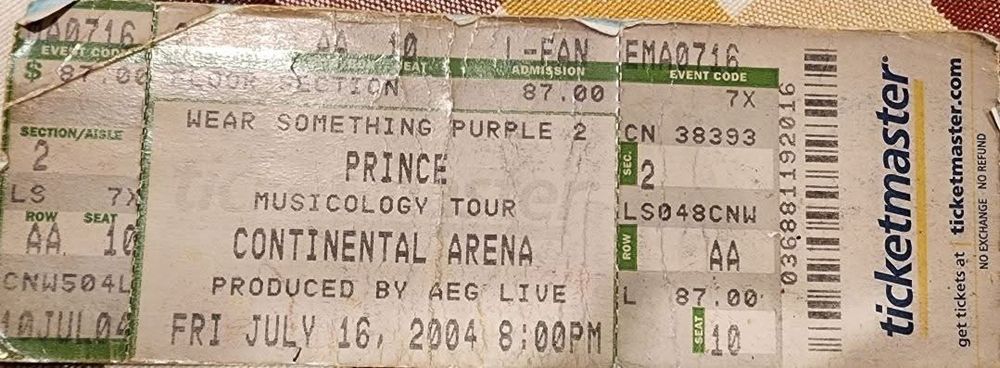 MA0716
EVENT CODE
$ 87.00
SECTION/AISLE
2
LS 7X
ROW SEAT
AA 10
CNW504L
10JUL04
AA 10 1-FAN
SEAT ADMISSION
SECTION 87.00
WEAR SOMETHING PURPLE 2
PRINCE
MUSICOLOGY TOUR
CONTINENTAL ARENA
PRODUCED BY AEG LIVE
FRI JULY 16, 2004 8:00PM
EMA0716
EVENT CODE
7X
CN 38393
SEC. 2
LS048CNW
ROW AA
L 87.00
SEAT 10
0368811192016
ticketmaster
get tickets at | ticketmaster.com
NO EXCHANGE NO REFUND